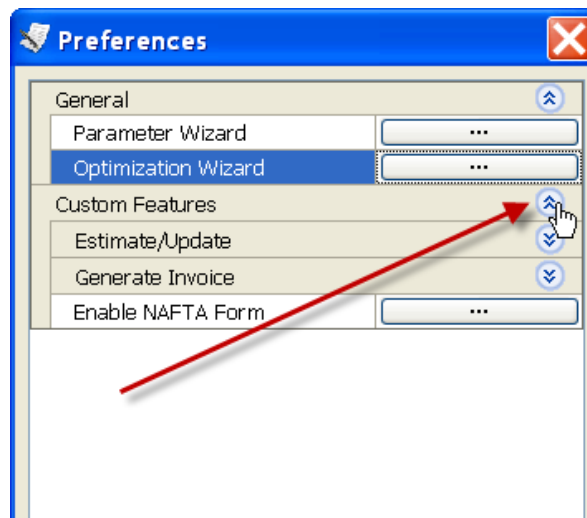 Preferences
General
Parameter Wizard ...
Optimization Wizard ...
Custom Features
Estimate/Update
Generate Invoice
Enable NAFTA Form ...